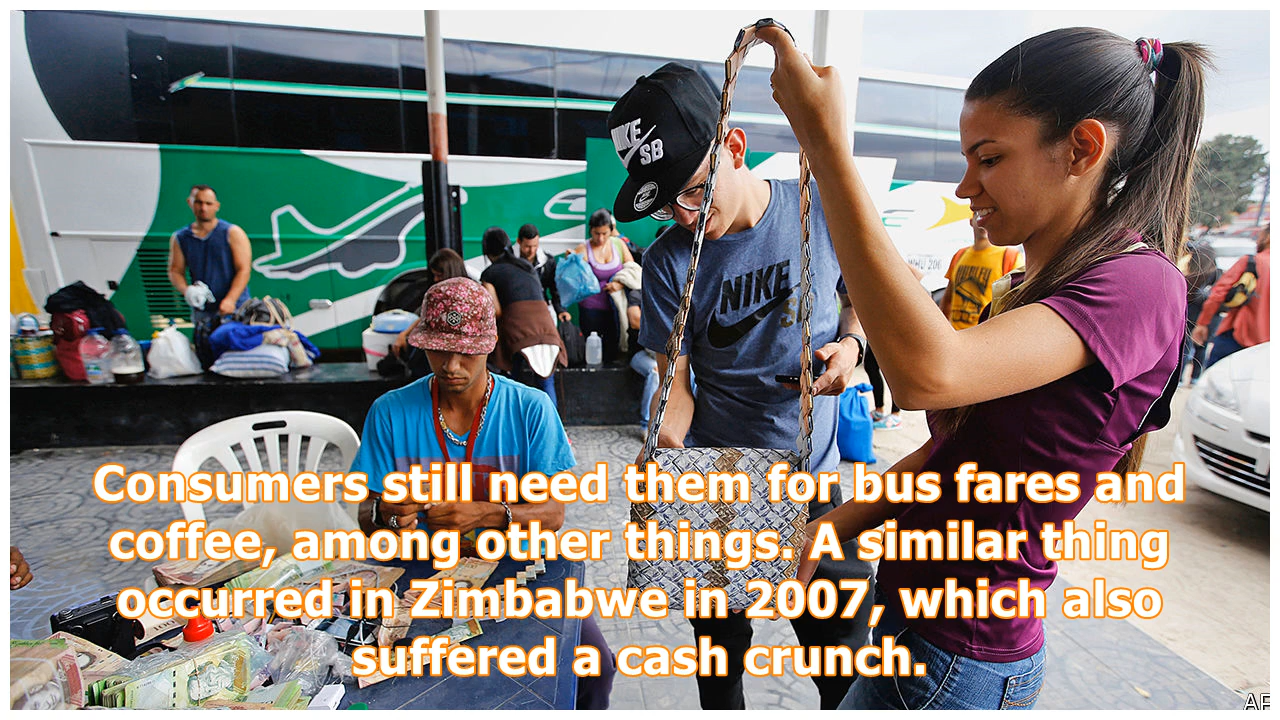 NIKE
SB
NIKE
Consumers still need them for bus fares and
coffee, among other things. A similar thing
occurred in Zimbabwe in 2007, which also
suffered a cash crunch.